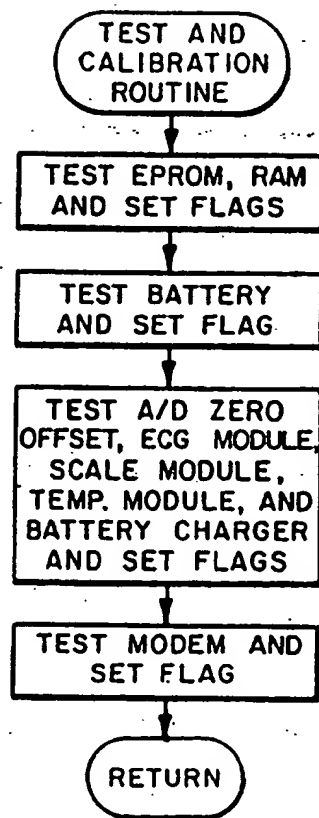 TEST AND
CALIBRATION
ROUTINE
TEST EPROM, RAM
AND SET FLAGS
TEST BATTERY
AND SET FLAG
TEST A/D ZERO
OFFSET, ECG MODULE,
SCALE MODULE,
TEMP. MODULE, AND
BATTERY CHARGER
AND SET FLAGS
TEST MODEM AND
SET FLAG
RETURN